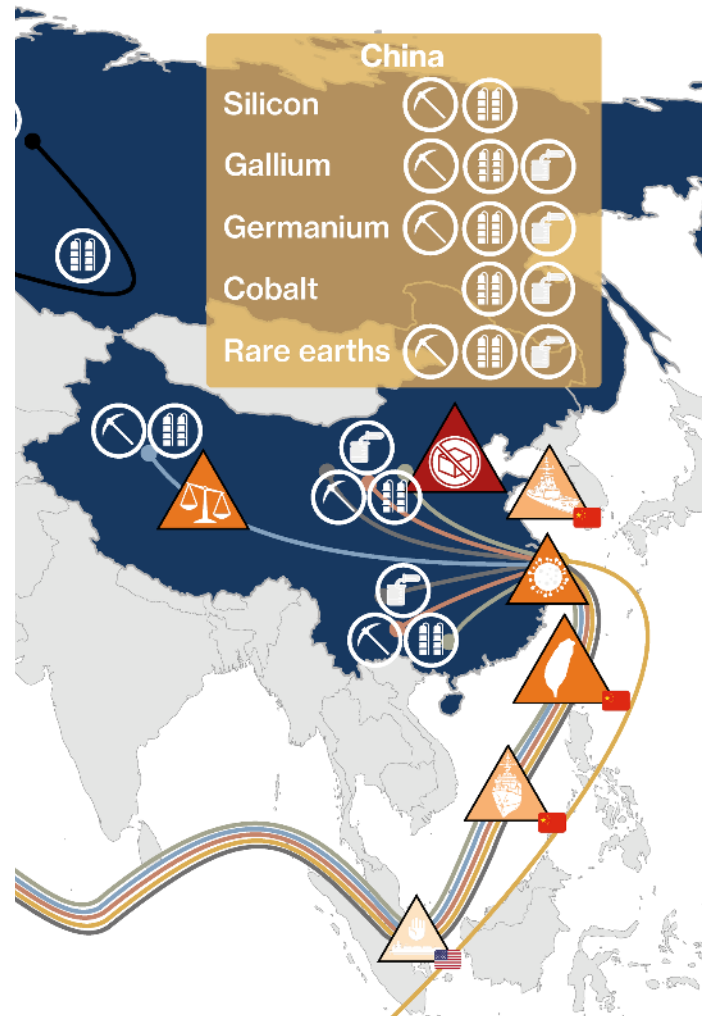 China
Silicon
Gallium
Germanium
Cobalt
Rare earths